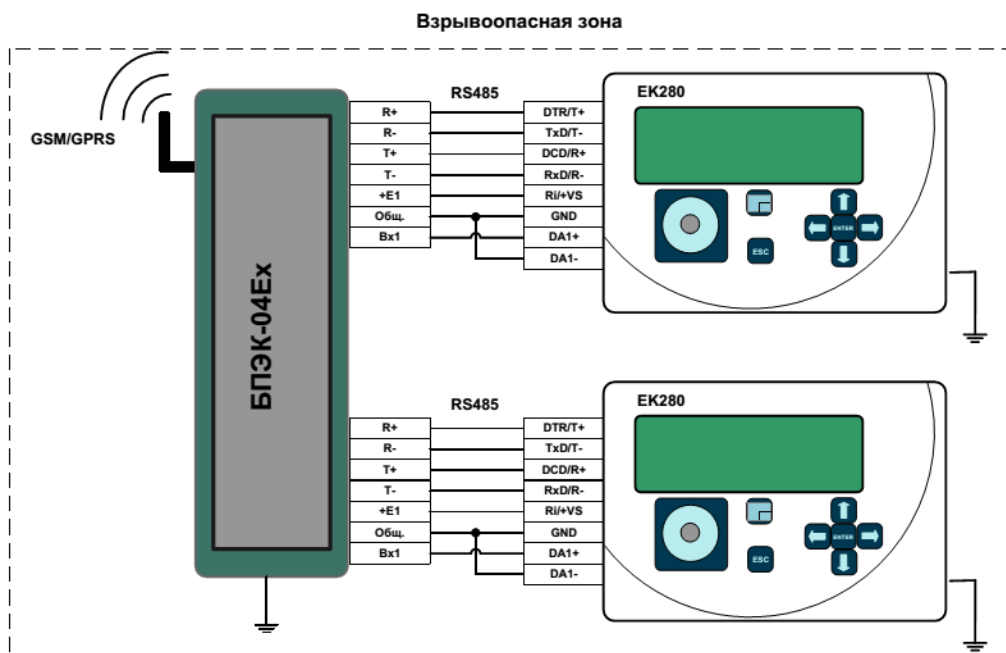 Взрывоопасная зона
GSM/GPRS
БПЭК-04Ех
RS485
R+ DTR/T+
R- TxD/T-
T+ DCD/R+
T- RxD/R-
+E1 Ri/+VS
Общ. GND
Вх1 DA1+
DA1-
EK280
ESC
ENTER
RS485
R+ DTR/T+
R- TxD/T-
T+ DCD/R+
T- RxD/R-
+E1 Ri/+VS
Общ. GND
Вх1 DA1+
DA1-
EK280
ESC
ENTER